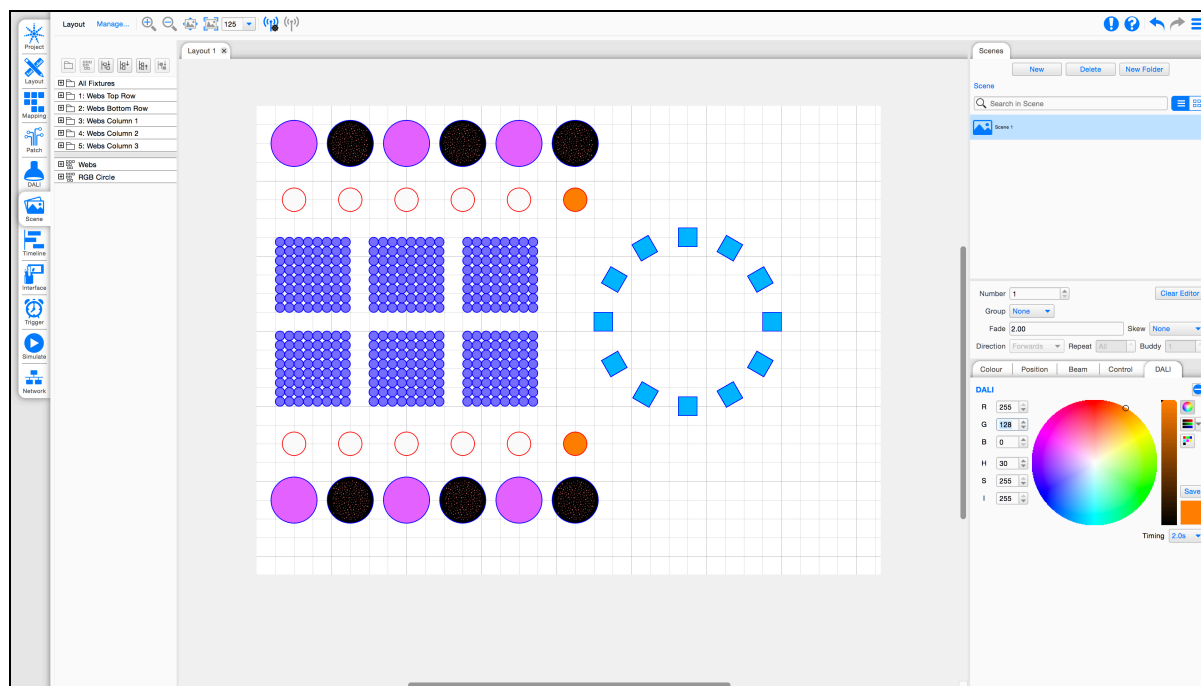 Layout Manage... 125
Project
Layout
Mapping
Patch
DALI
Scene
Timeline
Interface
Trigger
Simulate
Network
All Fixtures
1: Webs Top Row
2: Webs Bottom Row
3: Webs Column 1
4: Webs Column 2
5: Webs Column 3
Webs
RGB Circle
Layout 1
Scenes
New Delete New Folder
Scene
Search in Scene
Scene 1
Number 1 Clear Editor
Group None
Fade 2.00 Skew None
Direction Forwards Repeat All Buddy 1
Colour Position Beam Control DALI
DALI
R 255
G 128
B 0
H 30
S 255
I 255
Save
Timing 2.0s